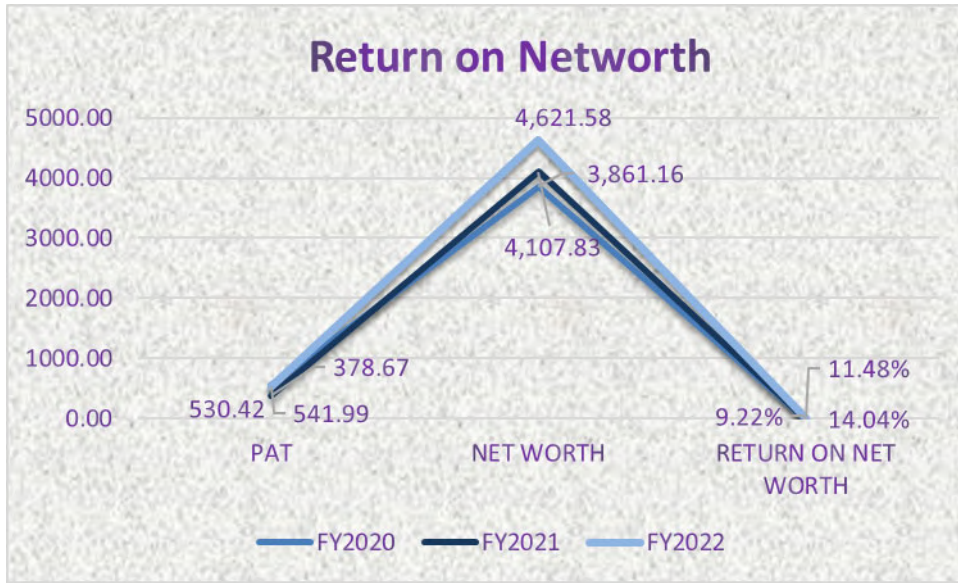 Return on Networth
5000.00
4000.00
3000.00
2000.00
1000.00
0.00
4,621.58
3,861.16
4,107.83
378.67
530.42
541.99
11.48%
9.22%
14.04%
PAT
NET WORTH
RETURN ON NET
WORTH
FY2020
FY2021
FY2022